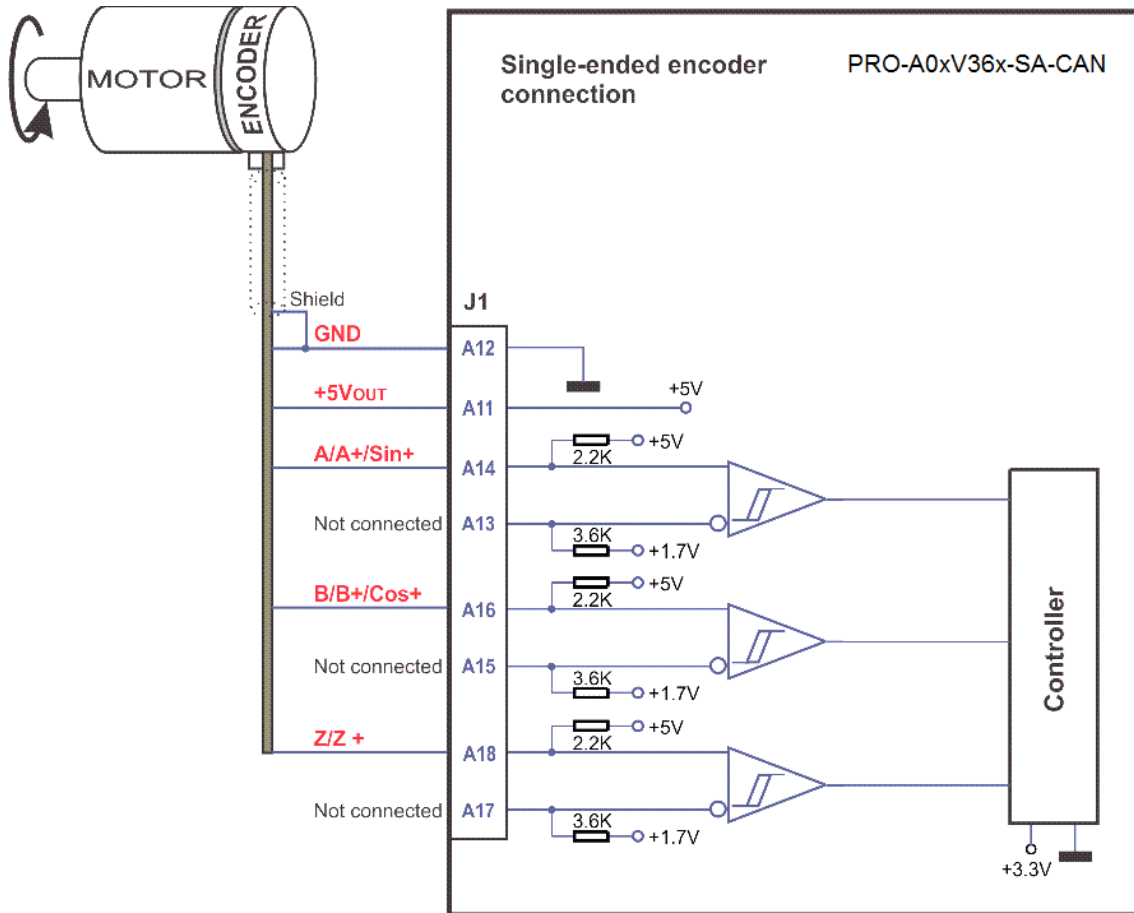 MOTOR
ENCODER
Single-ended encoder
connection
PRO-A0xV36x-SA-CAN
Shield
J1
GND
A12
+5VOUT
A11
+5V
A/A+/Sin+
A14
+5V
2.2K
Not connected
A13
3.6K
+1.7V
B/B+/Cos+
A16
+5V
2.2K
Not connected
A15
3.6K
+1.7V
Z/Z +
A18
+5V
2.2K
Not connected
A17
3.6K
+1.7V
Controller
+3.3V